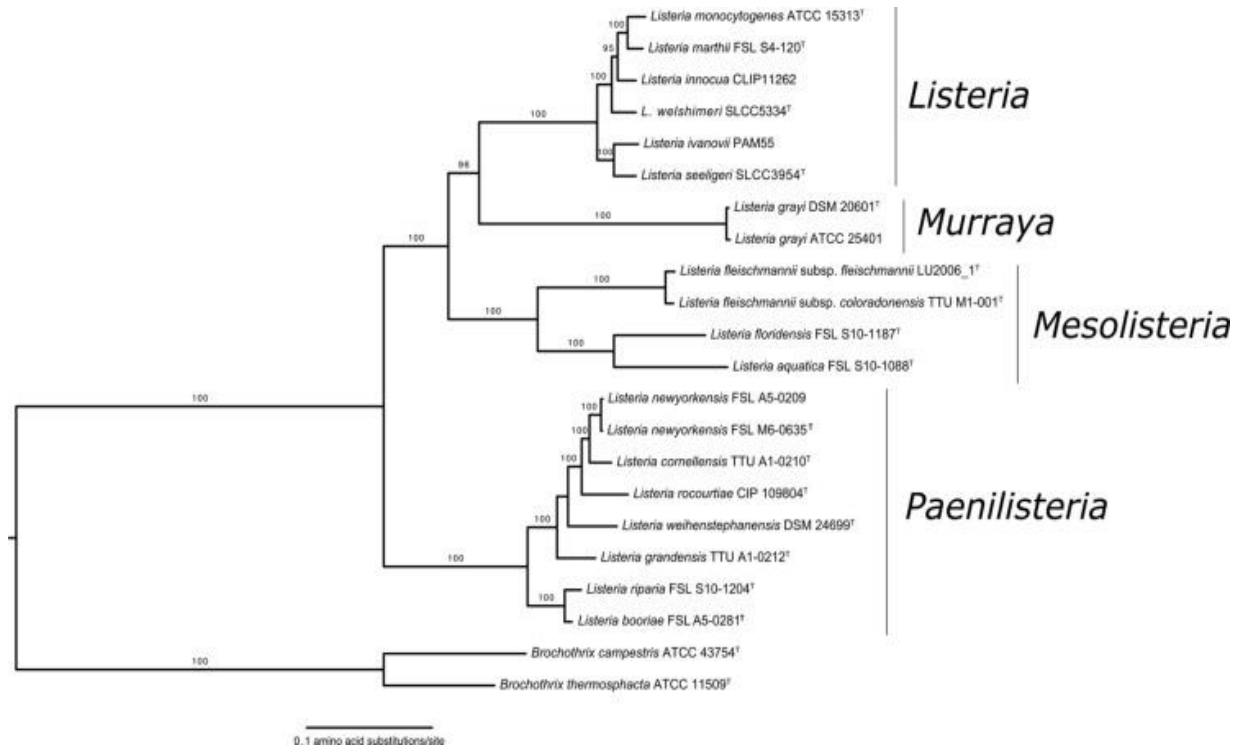 100
Listeria monocytogenes ATCC 15313ᵀ
95
Listeria marthii FSL S4-120ᵀ
100
Listeria innocua CLIP11262
L. welshimeri SLCC5334ᵀ
100
Listeria ivanovii PAM55
100
Listeria seeligeri SLCC3954ᵀ
Listeria
96
100
Listeria grayi DSM 20601ᵀ
Listeria grayi ATCC 25401
Murraya
100
Listeria fleischmannii subsp. fleischmannii LU2006_1ᵀ
100
Listeria fleischmannii subsp. coloradonensis TTU M1-001ᵀ
100
Listeria floridensis FSL S10-1187ᵀ
Listeria aquatica FSL S10-1088ᵀ
Mesolisteria
100
Listeria newyorkensis FSL A5-0209
100
Listeria newyorkensis FSL M6-0635ᵀ
100
Listeria cornellensis TTU A1-0210ᵀ
100
Listeria rocourtiae CIP 109804ᵀ
Listeria weihenstephanensis DSM 24699ᵀ
100
Listeria grandensis TTU A1-0212ᵀ
100
Listeria riparia FSL S10-1204ᵀ
100
Listeria booriae FSL A5-0281ᵀ
Paenilisteria
100
Brochothrix campestris ATCC 43754ᵀ
Brochothrix thermosphacta ATCC 11509ᵀ
0.1 amino acid substitutions/site